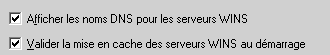 Afficher les noms DNS pour les serveurs WINS
Valider la mise en cache des serveurs WINS au démarrage